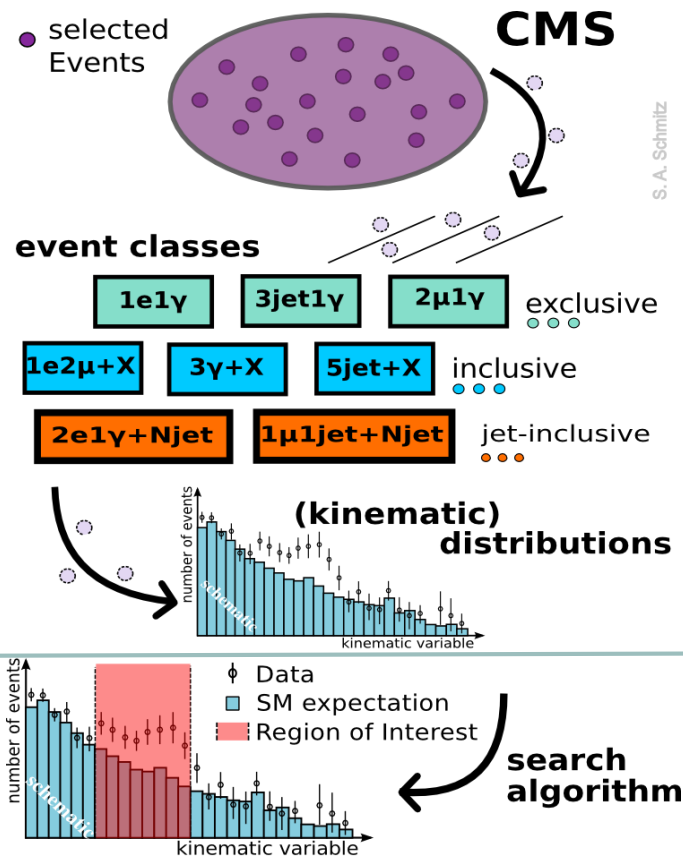 selected
Events
CMS
S. A. Schmitz
event classes
1e1γ
3jet1γ
2μ1γ
exclusive
1e2μ+X
3γ+X
5jet+X
inclusive
2e1γ+Njet
1μ1jet+Njet
jet-inclusive
(kinematic)
distributions
number of events
schematic
kinematic variable
Data
SM expectation
Region of Interest
number of events
schematic
kinematic variable
search
algorithm